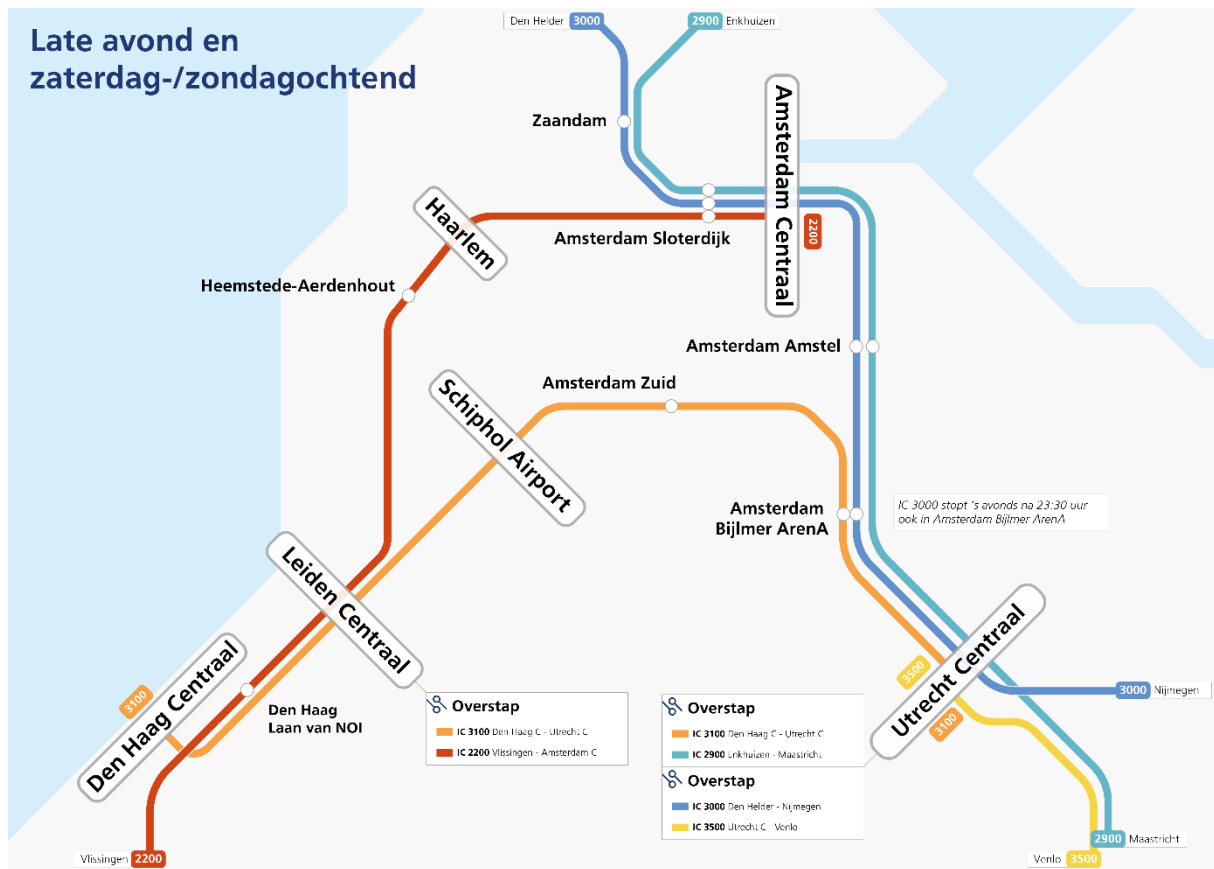 Late avond en
zaterdag-/zondagochtend
Den Helder 3000
2900 Enkhuizen
Zaandam
Amsterdam Centraal
2200
Amsterdam Sloterdijk
Haarlem
Heemstede-Aerdenhout
Amsterdam Amstel
Schiphol Airport
Amsterdam Zuid
Amsterdam
Bijlmer ArenA
IC 3000 stopt 's avonds na 23:30 uur
ook in Amsterdam Bijlmer ArenA
Leiden Centraal
Den Haag Centraal
3100
Den Haag
Laan van NOI
Utrecht Centraal
3500
3100
3000 Nijmegen
Overstap
IC 3100 Den Haag C - Utrecht C
IC 2200 Vlissingen - Amsterdam C
Overstap
IC 3100 Den Haag C - Utrecht C
IC 2900 Enkhuizen - Maastricht
Overstap
IC 3000 Den Helder - Nijmegen
IC 3500 Utrecht C - Venlo
2900 Maastricht
Vlissingen 2200
Venlo 3500